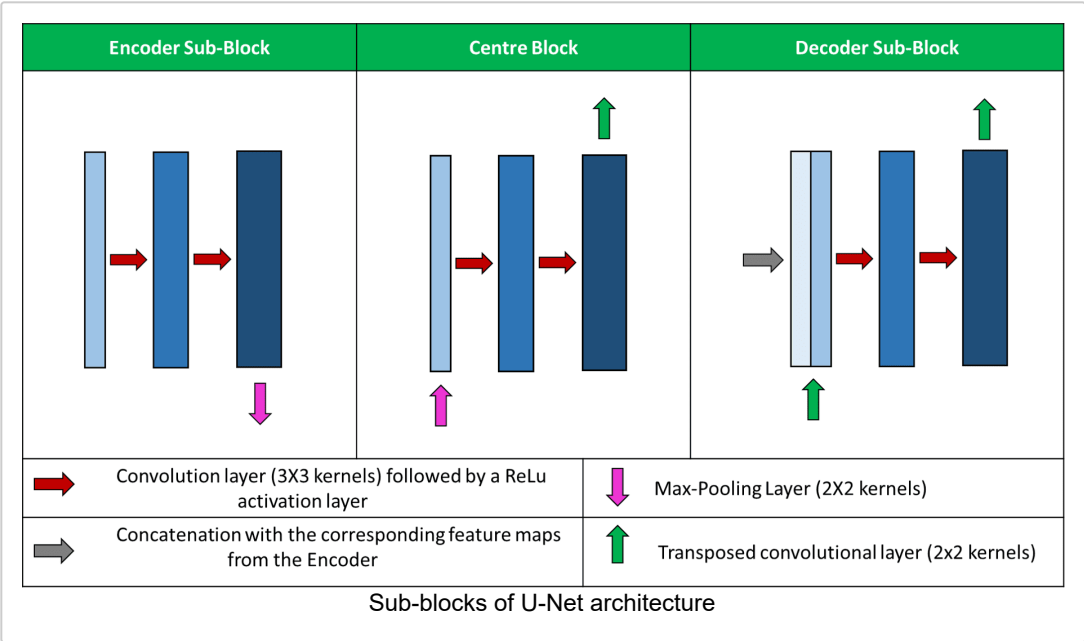 Encoder Sub-Block
Centre Block
Decoder Sub-Block
Convolution layer (3X3 kernels) followed by a ReLu
activation layer
Max-Pooling Layer (2X2 kernels)
Concatenation with the corresponding feature maps
from the Encoder
Transposed convolutional layer (2x2 kernels)
Sub-blocks of U-Net architecture